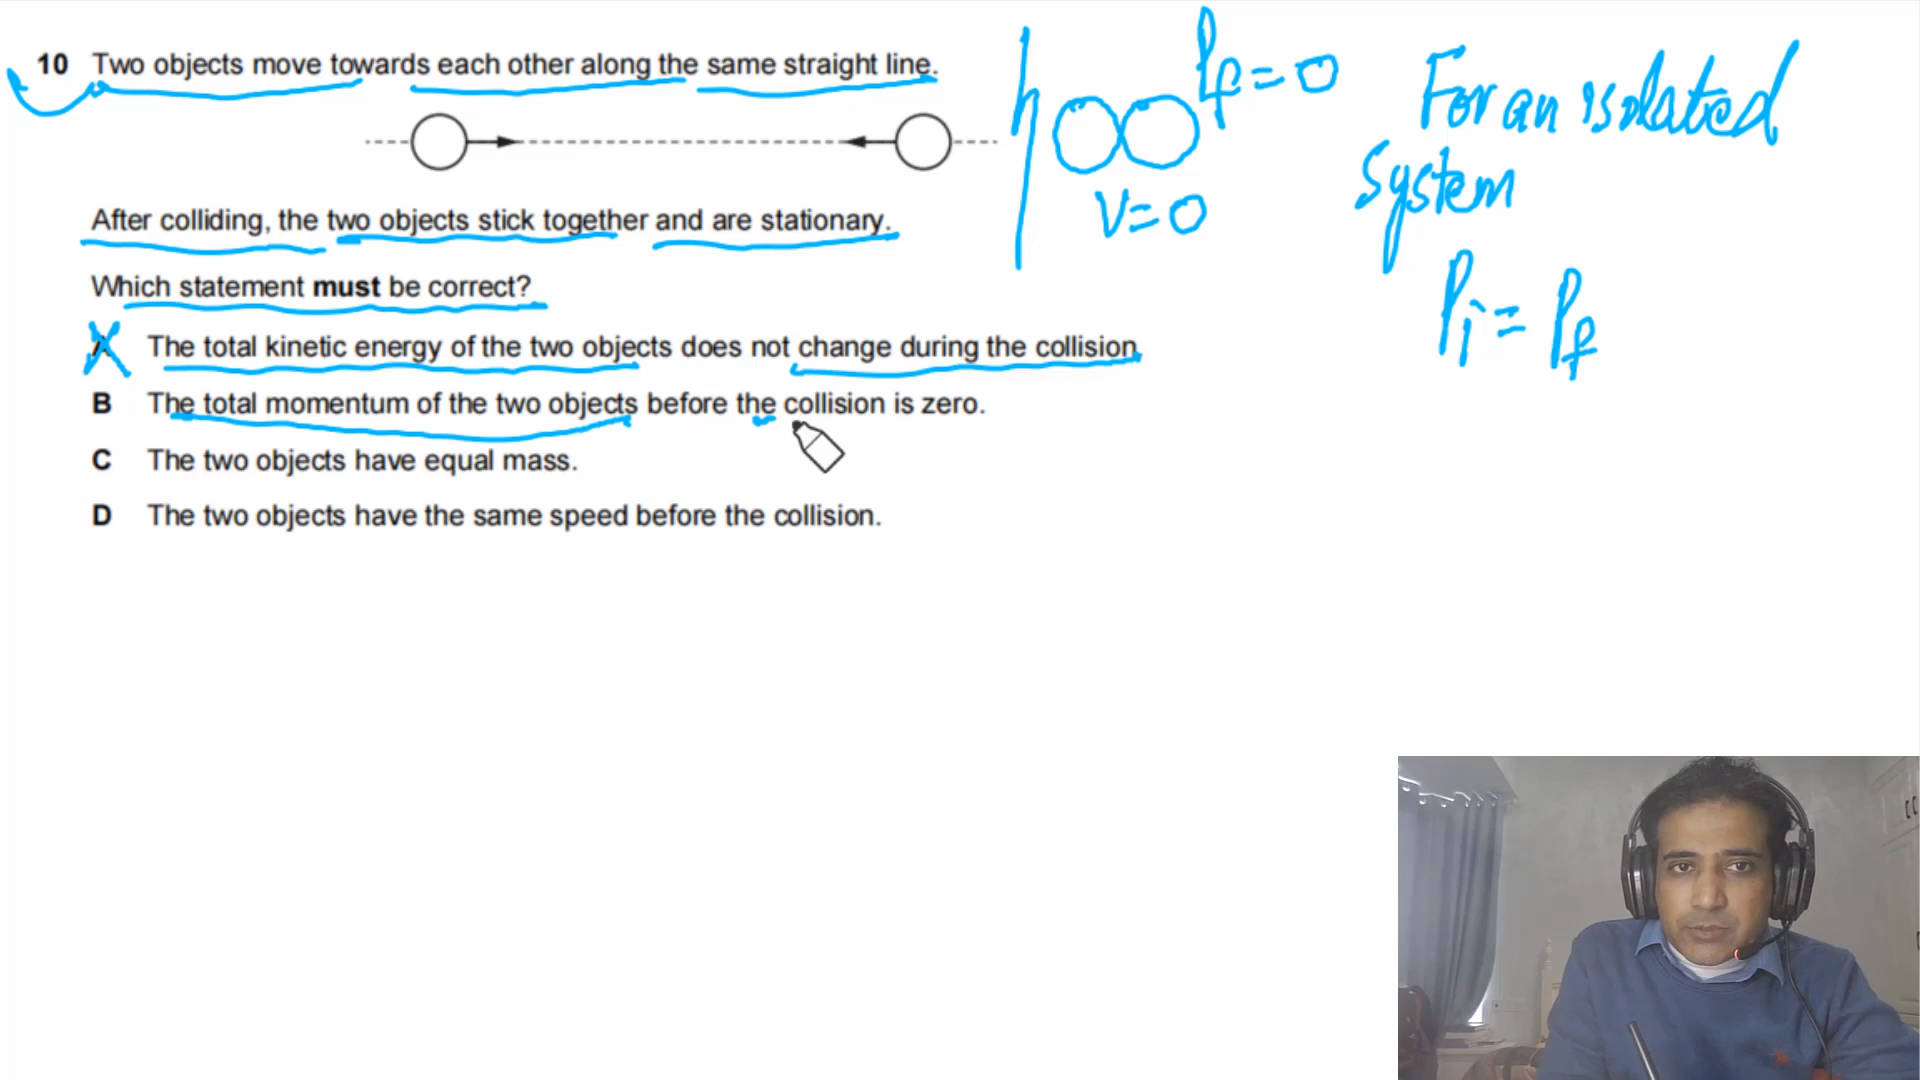 10 Two objects move towards each other along the same straight line.
After colliding, the two objects stick together and are stationary.
Which statement must be correct?
A The total kinetic energy of the two objects does not change during the collision.
B The total momentum of the two objects before the collision is zero.
C The two objects have equal mass.
D The two objects have the same speed before the collision.
Pf = 0
V = 0
For an isolated
system
Pi = Pf